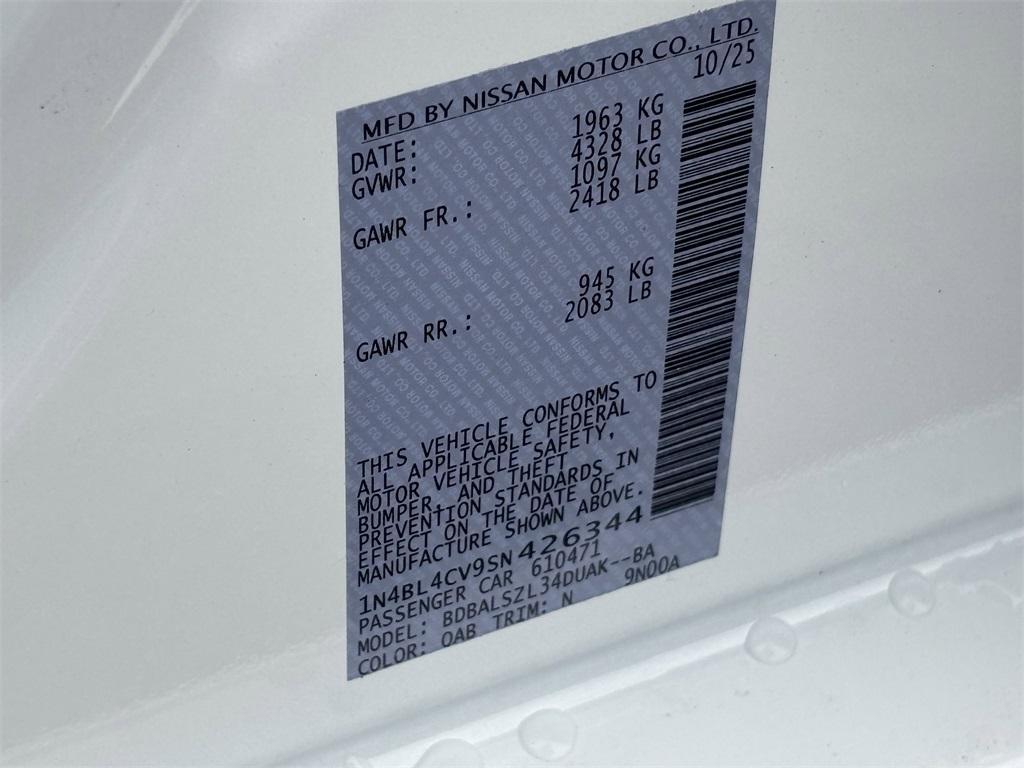 MFD BY NISSAN MOTOR CO., LTD.
DATE: 10/25
GVWR: 1963 KG
4328 LB
GAWR FR.: 1097 KG
2418 LB
GAWR RR.: 945 KG
2083 LB
THIS VEHICLE CONFORMS TO
ALL APPLICABLE FEDERAL
MOTOR VEHICLE SAFETY,
BUMPER, AND THEFT
PREVENTION STANDARDS IN
EFFECT ON THE DATE OF
MANUFACTURE SHOWN ABOVE.
1N4BL4CV9SN426344
PASSENGER CAR 610471
MODEL: BDBALSZL34DUAK--BA
COLOR: QAB TRIM: N 9N00A